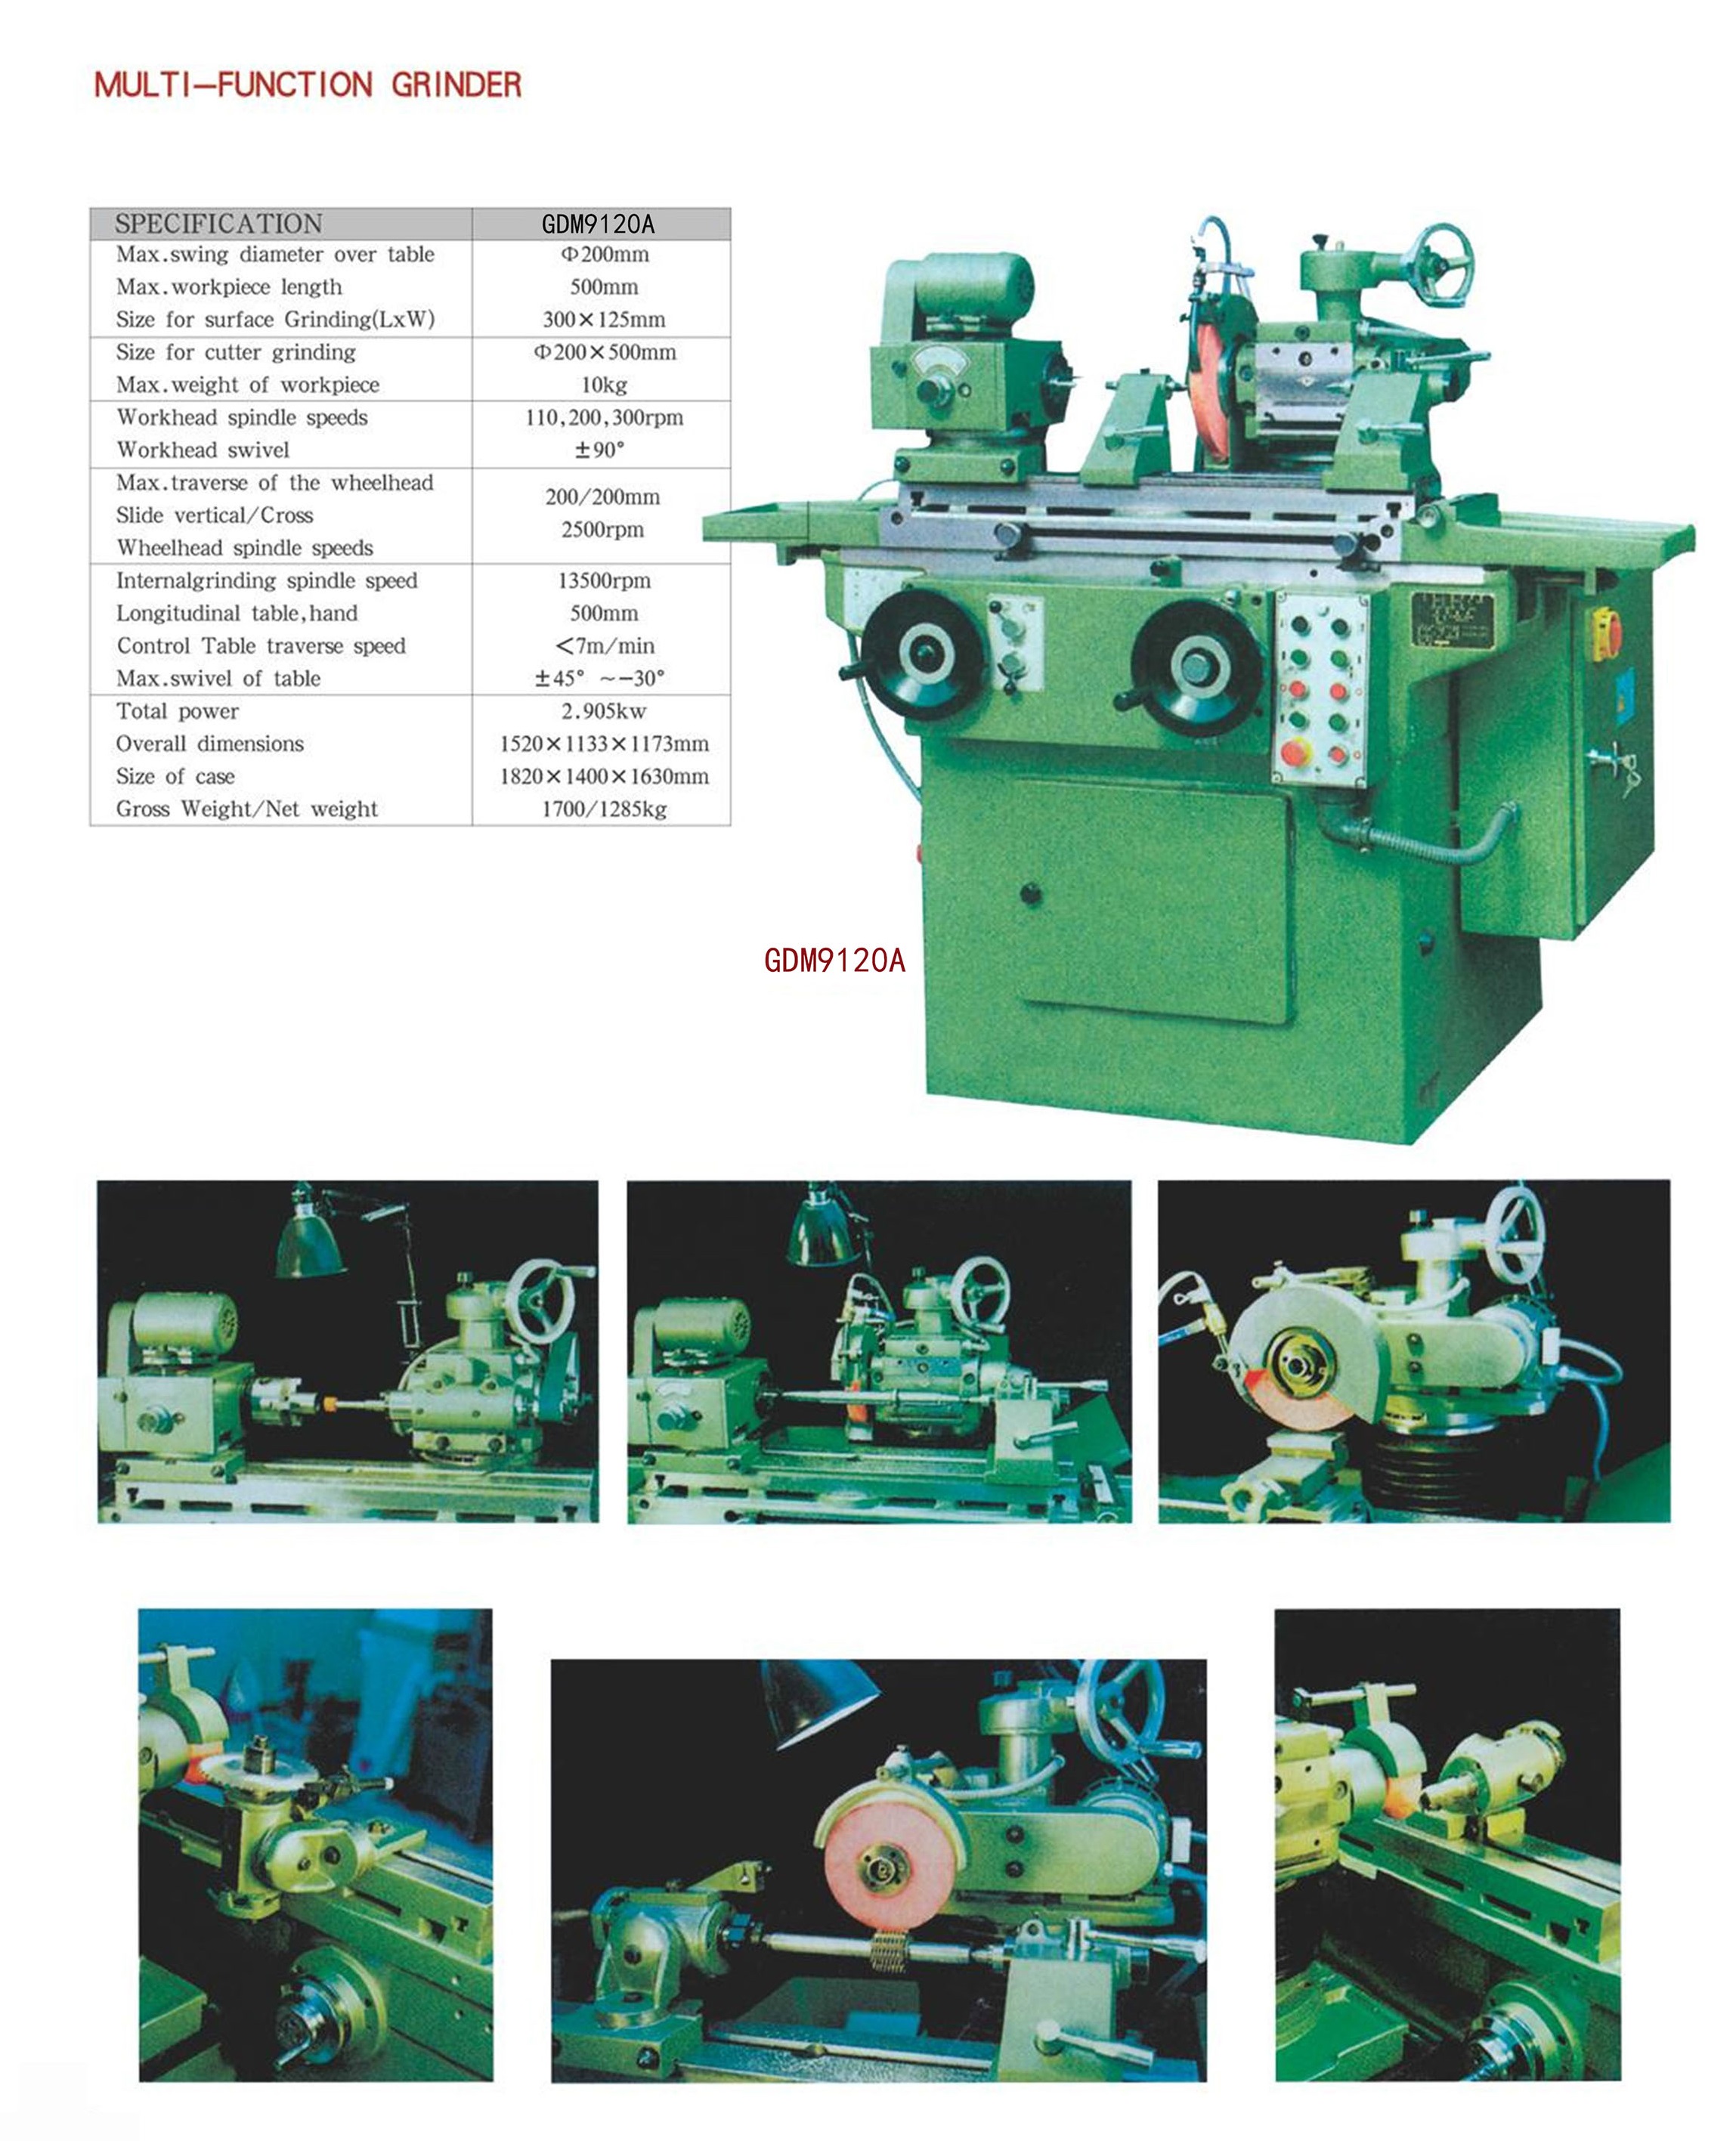 MULTI-FUNCTION GRINDER
SPECIFICATION GDM9120A
Max.swing diameter over table Φ200mm
Max.workpiece length 500mm
Size for surface Grinding(LxW) 300×125mm
Size for cutter grinding Φ200×500mm
Max.weight of workpiece 10kg
Workhead spindle speeds 110,200,300rpm
Workhead swivel ±90°
Max.traverse of the wheelhead
200/200mm
Slide vertical/Cross
2500rpm
Wheelhead spindle speeds
Internalgrinding spindle speed 13500rpm
Longitudinal table,hand 500mm
Control Table traverse speed <7m/min
Max.swivel of table ±45° ~−30°
Total power 2.905kw
Overall dimensions 1520×1133×1173mm
Size of case 1820×1400×1630mm
Gross Weight/Net weight 1700/1285kg
GDM9120A